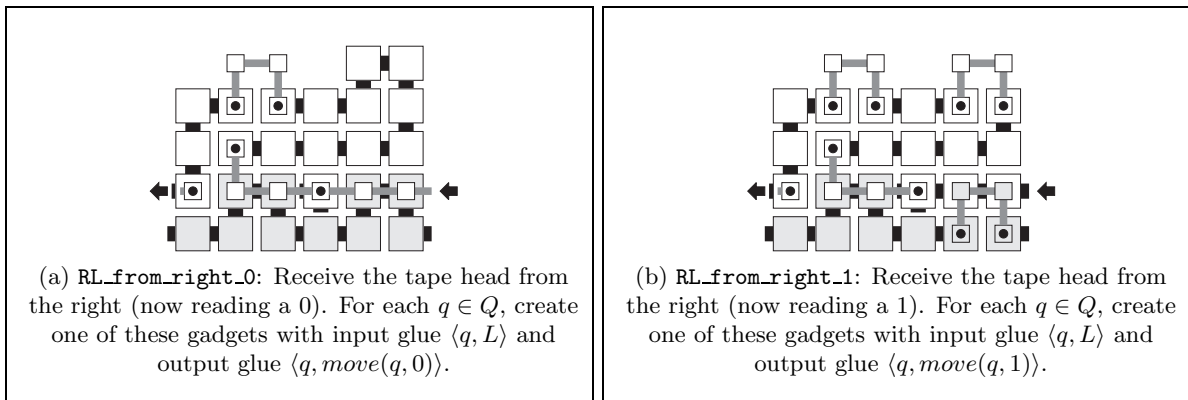 (a) RL_from_right_0: Receive the tape head from
the right (now reading a 0). For each q ∈ Q, create
one of these gadgets with input glue ⟨q, L⟩ and
output glue ⟨q, move(q, 0)⟩.
(b) RL_from_right_1: Receive the tape head from
the right (now reading a 1). For each q ∈ Q, create
one of these gadgets with input glue ⟨q, L⟩ and
output glue ⟨q, move(q, 1)⟩.